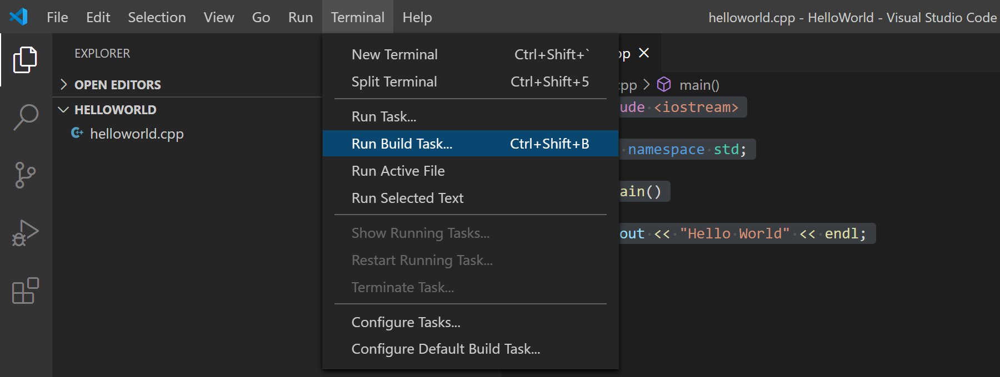 File Edit Selection View Go Run Terminal Help helloworld.cpp - HelloWorld - Visual Studio Code
EXPLORER
OPEN EDITORS
HELLOWORLD
helloworld.cpp
New Terminal Ctrl+Shift+`
Split Terminal Ctrl+Shift+5
Run Task...
Run Build Task... Ctrl+Shift+B
Run Active File
Run Selected Text
Show Running Tasks...
Restart Running Task...
Terminate Task...
Configure Tasks...
Configure Default Build Task...
pp
cpp > main()
ude <iostream>
namespace std;
ain()
out << "Hello World" << endl;